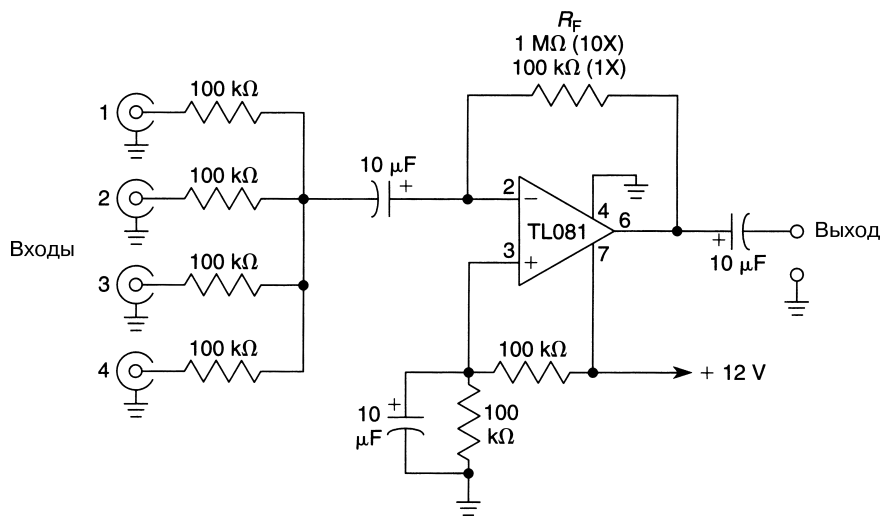 R_F
1 MΩ (10X)
100 kΩ (1X)
1
100 kΩ
2
100 kΩ
3
100 kΩ
4
100 kΩ
Входы
10 μF
+
2
−
3
+
TL081
4
6
7
+
10 μF
Выход
100 kΩ
+ 12 V
+
10
μF
100
kΩ